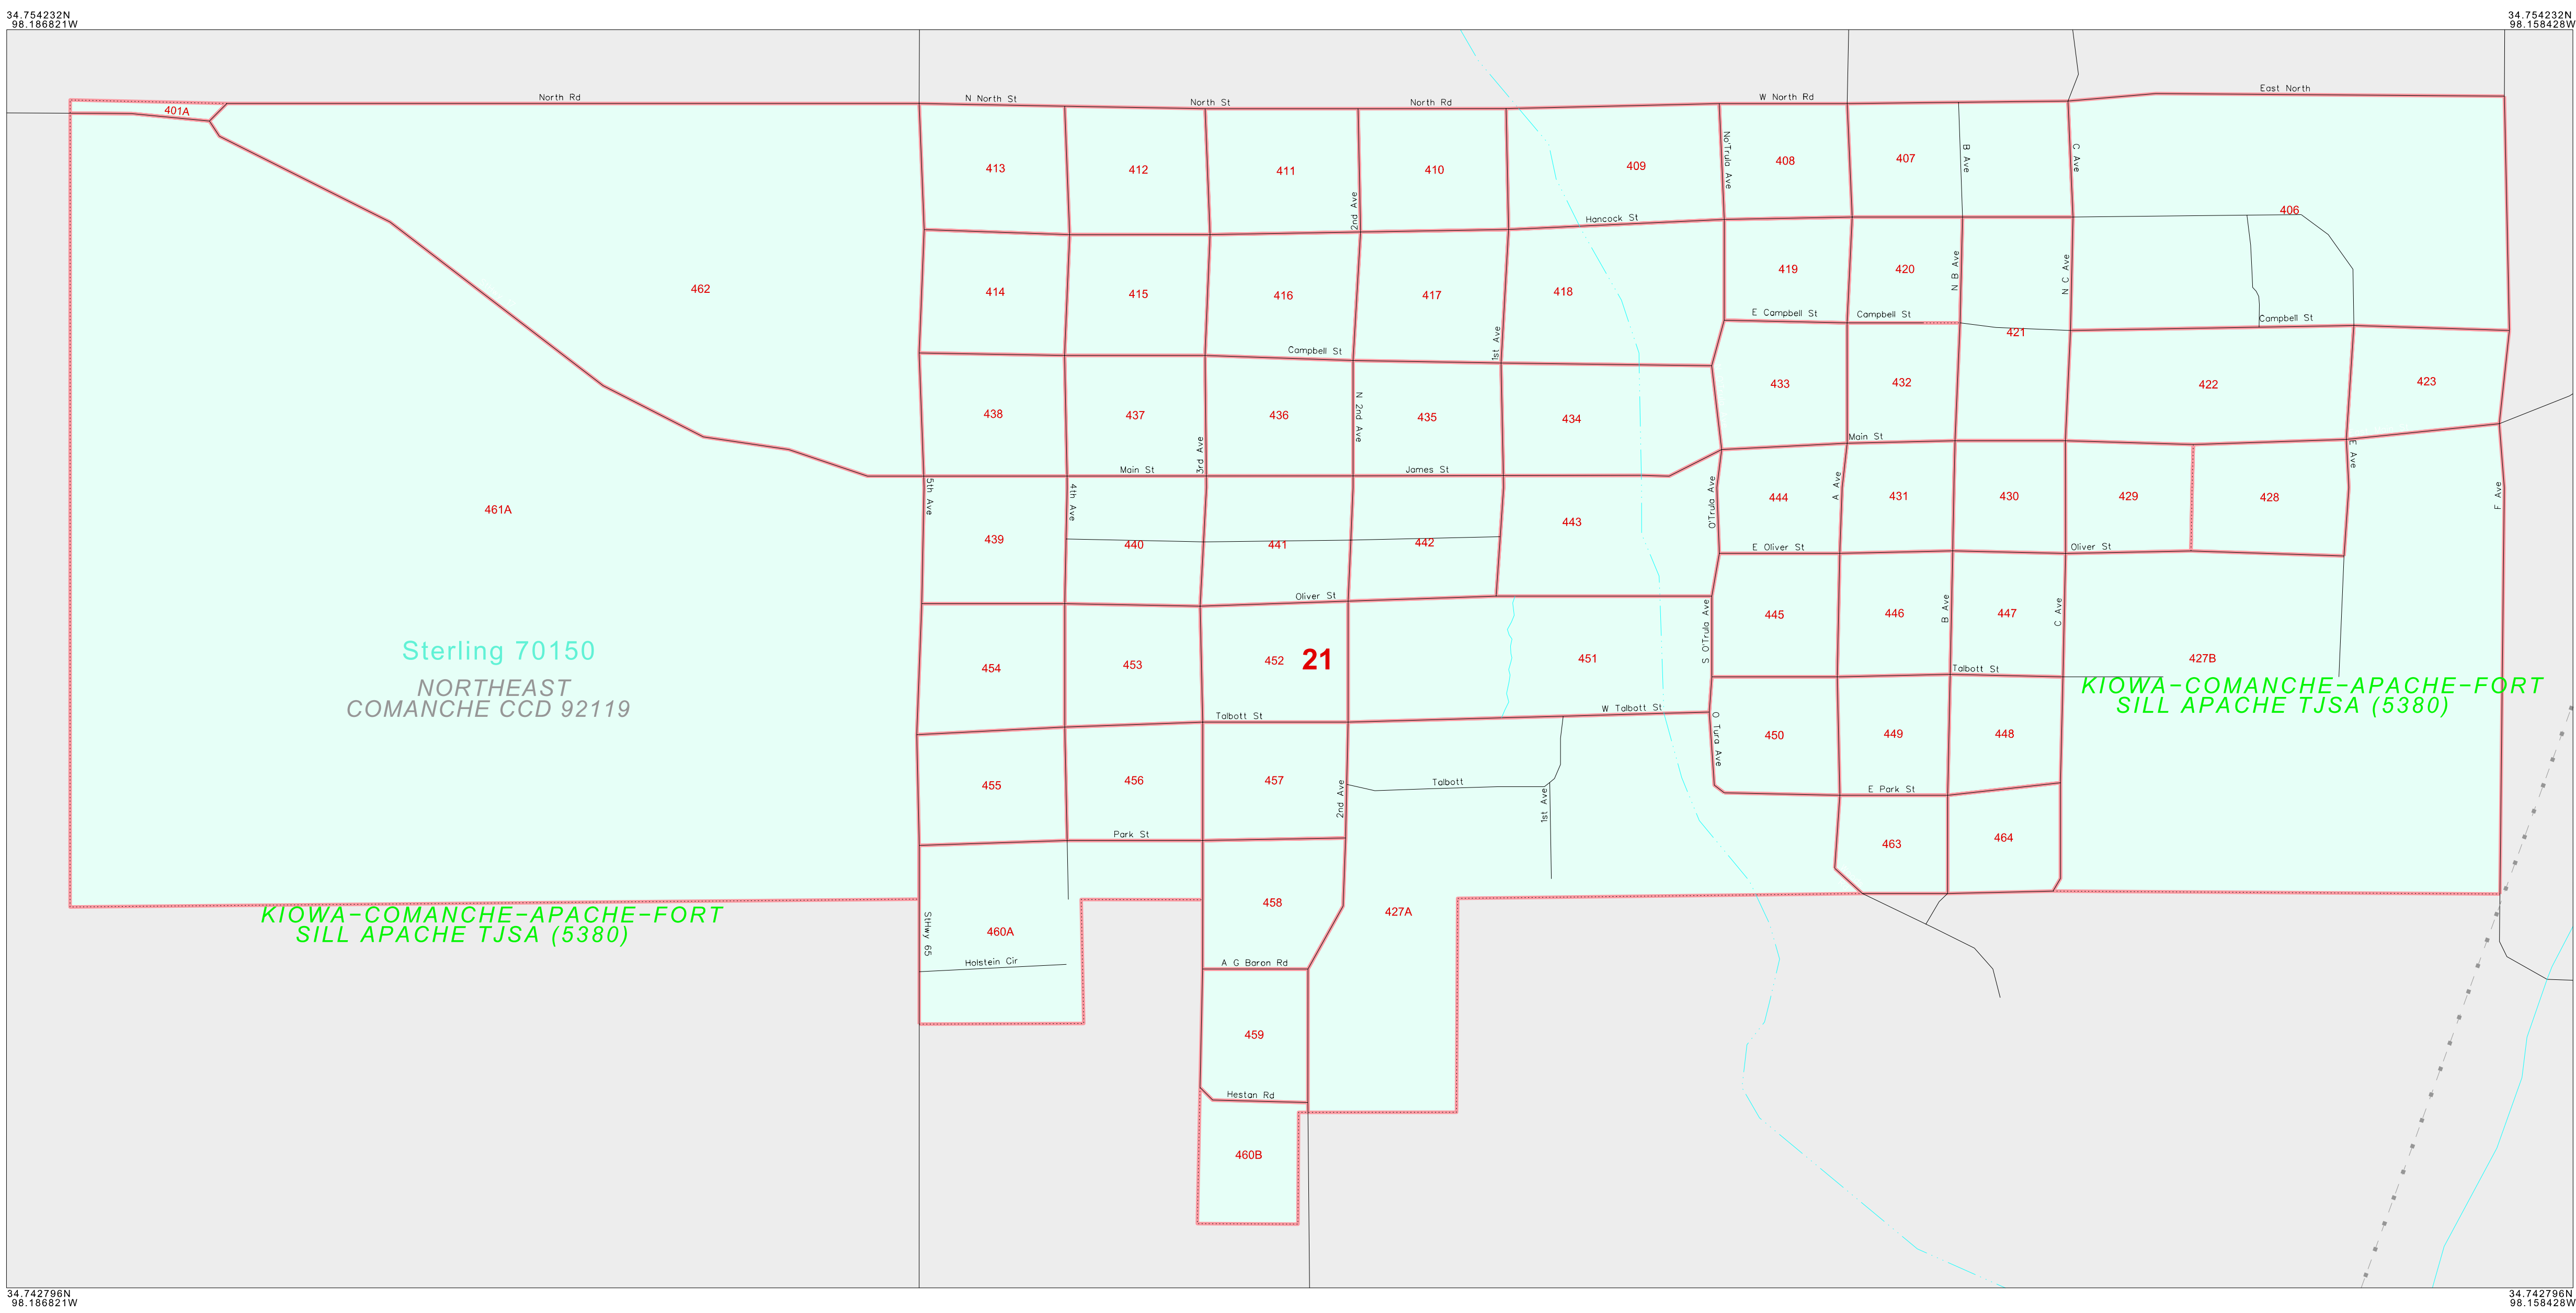 34.754232N
98.186821W
34.754232N
98.158428W
North Rd
N North St
North St
North Rd
W North Rd
East North
401A
413
412
411
410
409
408
407
406
No'Trula Ave
B Ave
C Ave
2nd Ave
Hancock St
462
414
415
416
417
418
419
420
421
N B Ave
N C Ave
E Campbell St
Campbell St
Campbell St
Campbell St
1st Ave
438
437
436
435
434
433
432
422
423
3rd Ave
N 2nd Ave
Main St
James St
Main St
E Ave
461A
5th Ave
4th Ave
439
440
441
442
443
O'Trula Ave
444
A Ave
431
430
429
428
F Ave
E Oliver St
Oliver St
Oliver St
Sterling 70150
NORTHEAST
COMANCHE CCD 92119
454
453
452
21
451
S O'Trula Ave
445
446
B Ave
447
C Ave
427B
Talbott St
KIOWA-COMANCHE-APACHE-FORT
SILL APACHE TJSA (5380)
Talbott St
W Talbott St
O Tura Ave
450
449
448
455
456
457
2nd Ave
Talbott
1st Ave
E Park St
Park St
463
464
KIOWA-COMANCHE-APACHE-FORT
SILL APACHE TJSA (5380)
StHwy 65
460A
Holstein Cir
458
427A
A G Baron Rd
459
Hestan Rd
460B
34.742796N
98.186821W
34.742796N
98.158428W